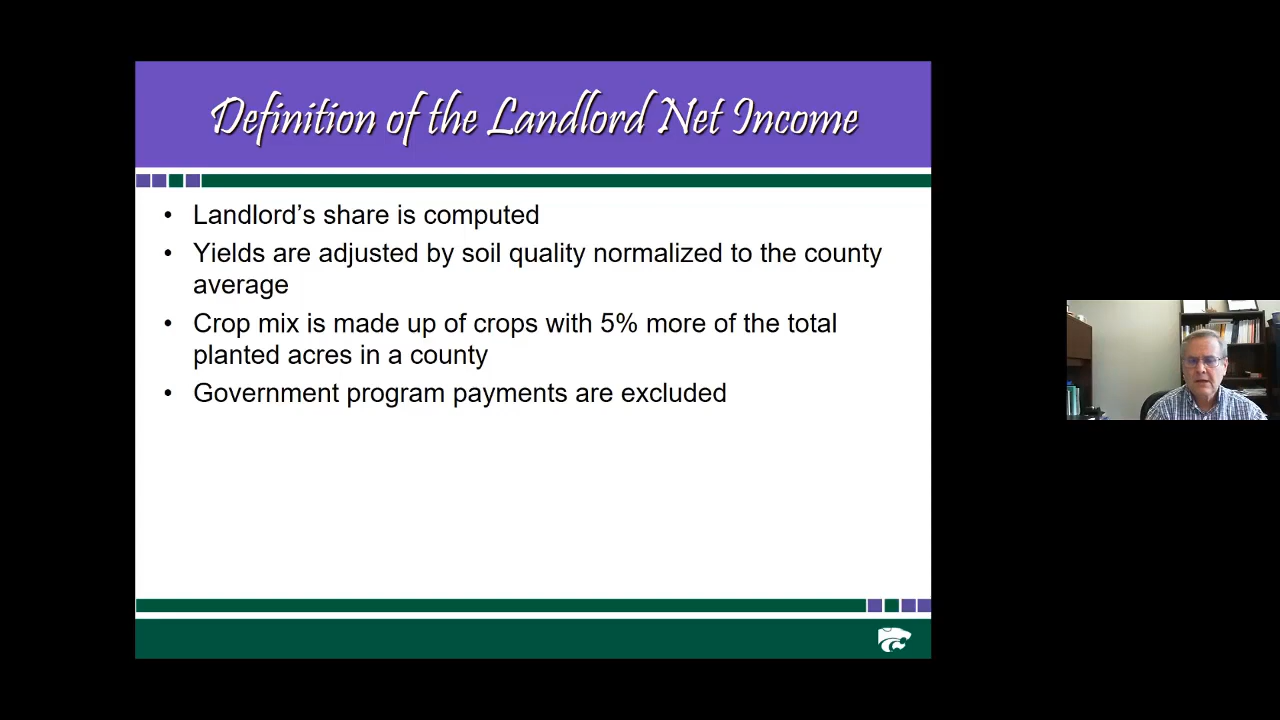 Definition of the Landlord Net Income
• Landlord’s share is computed
• Yields are adjusted by soil quality normalized to the county
average
• Crop mix is made up of crops with 5% more of the total
planted acres in a county
• Government program payments are excluded